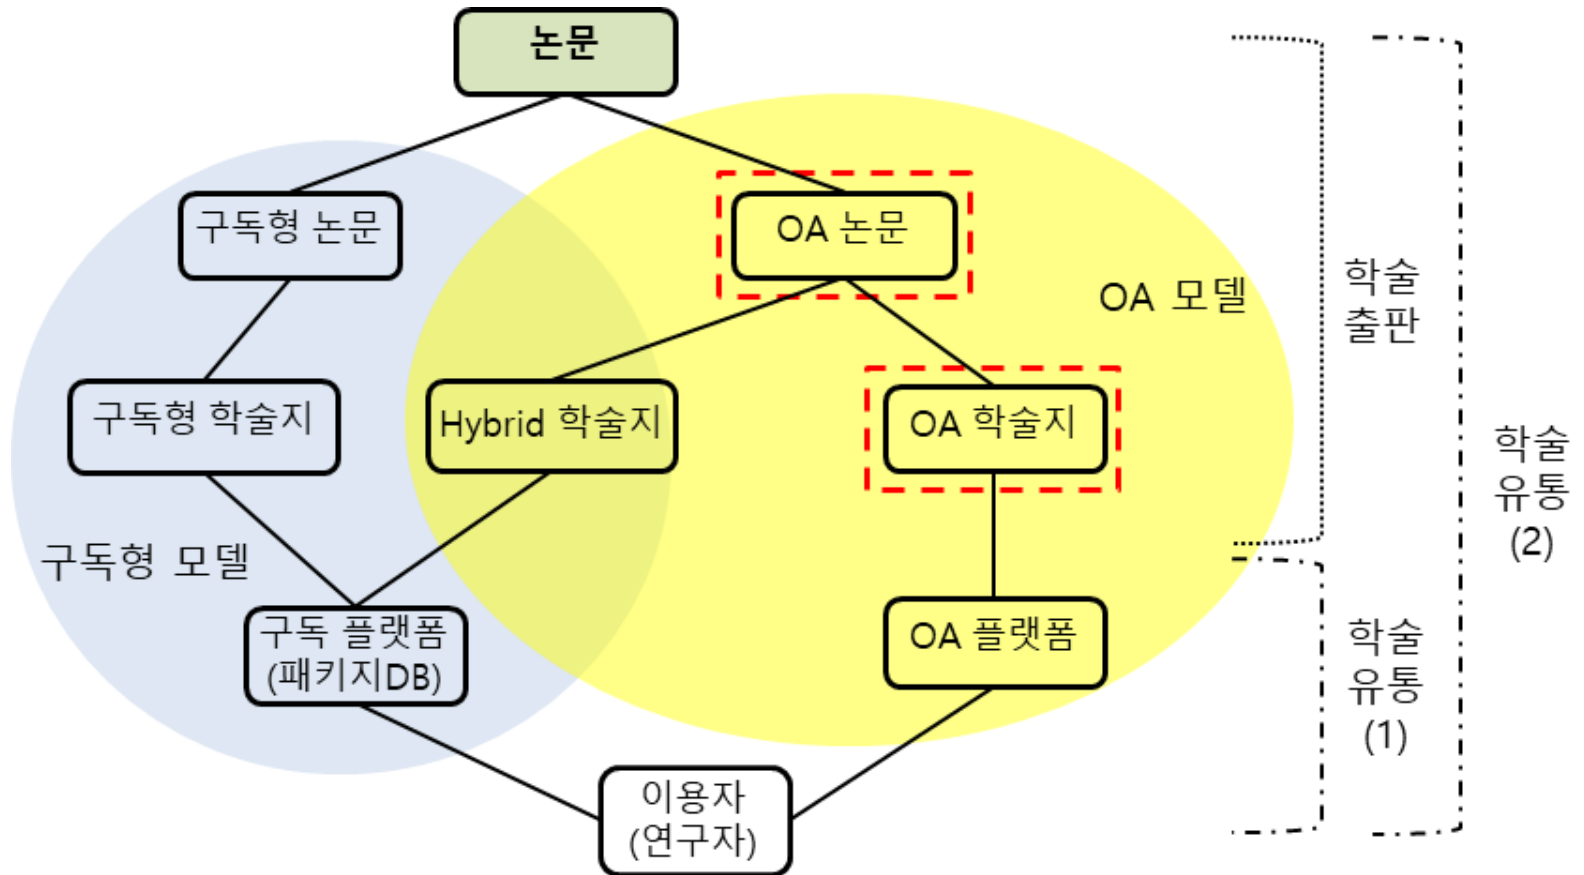 논문
구독형 논문
OA 논문
OA 모델
학술
출판
구독형 학술지
Hybrid 학술지
OA 학술지
학술
유통
(2)
구독형 모델
구독 플랫폼
(패키지DB)
OA 플랫폼
학술
유통
(1)
이용자
(연구자)